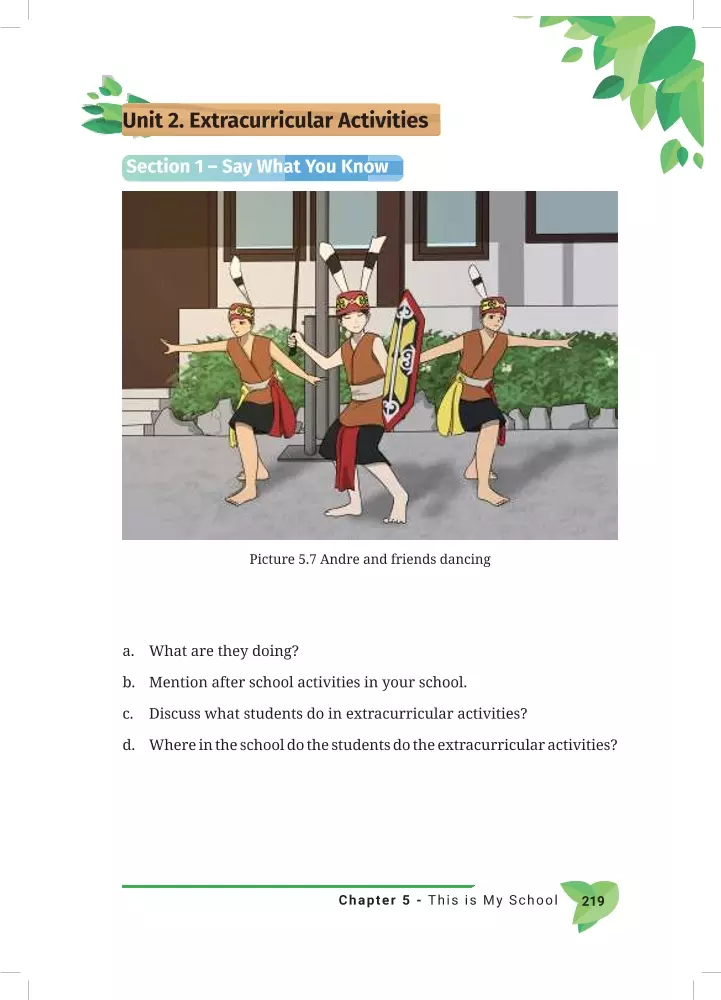 Unit 2. Extracurricular Activities
Section 1 – Say What You Know
Picture 5.7 Andre and friends dancing
a. What are they doing?
b. Mention after school activities in your school.
c. Discuss what students do in extracurricular activities?
d. Where in the school do the students do the extracurricular activities?
Chapter 5 - This is My School 219